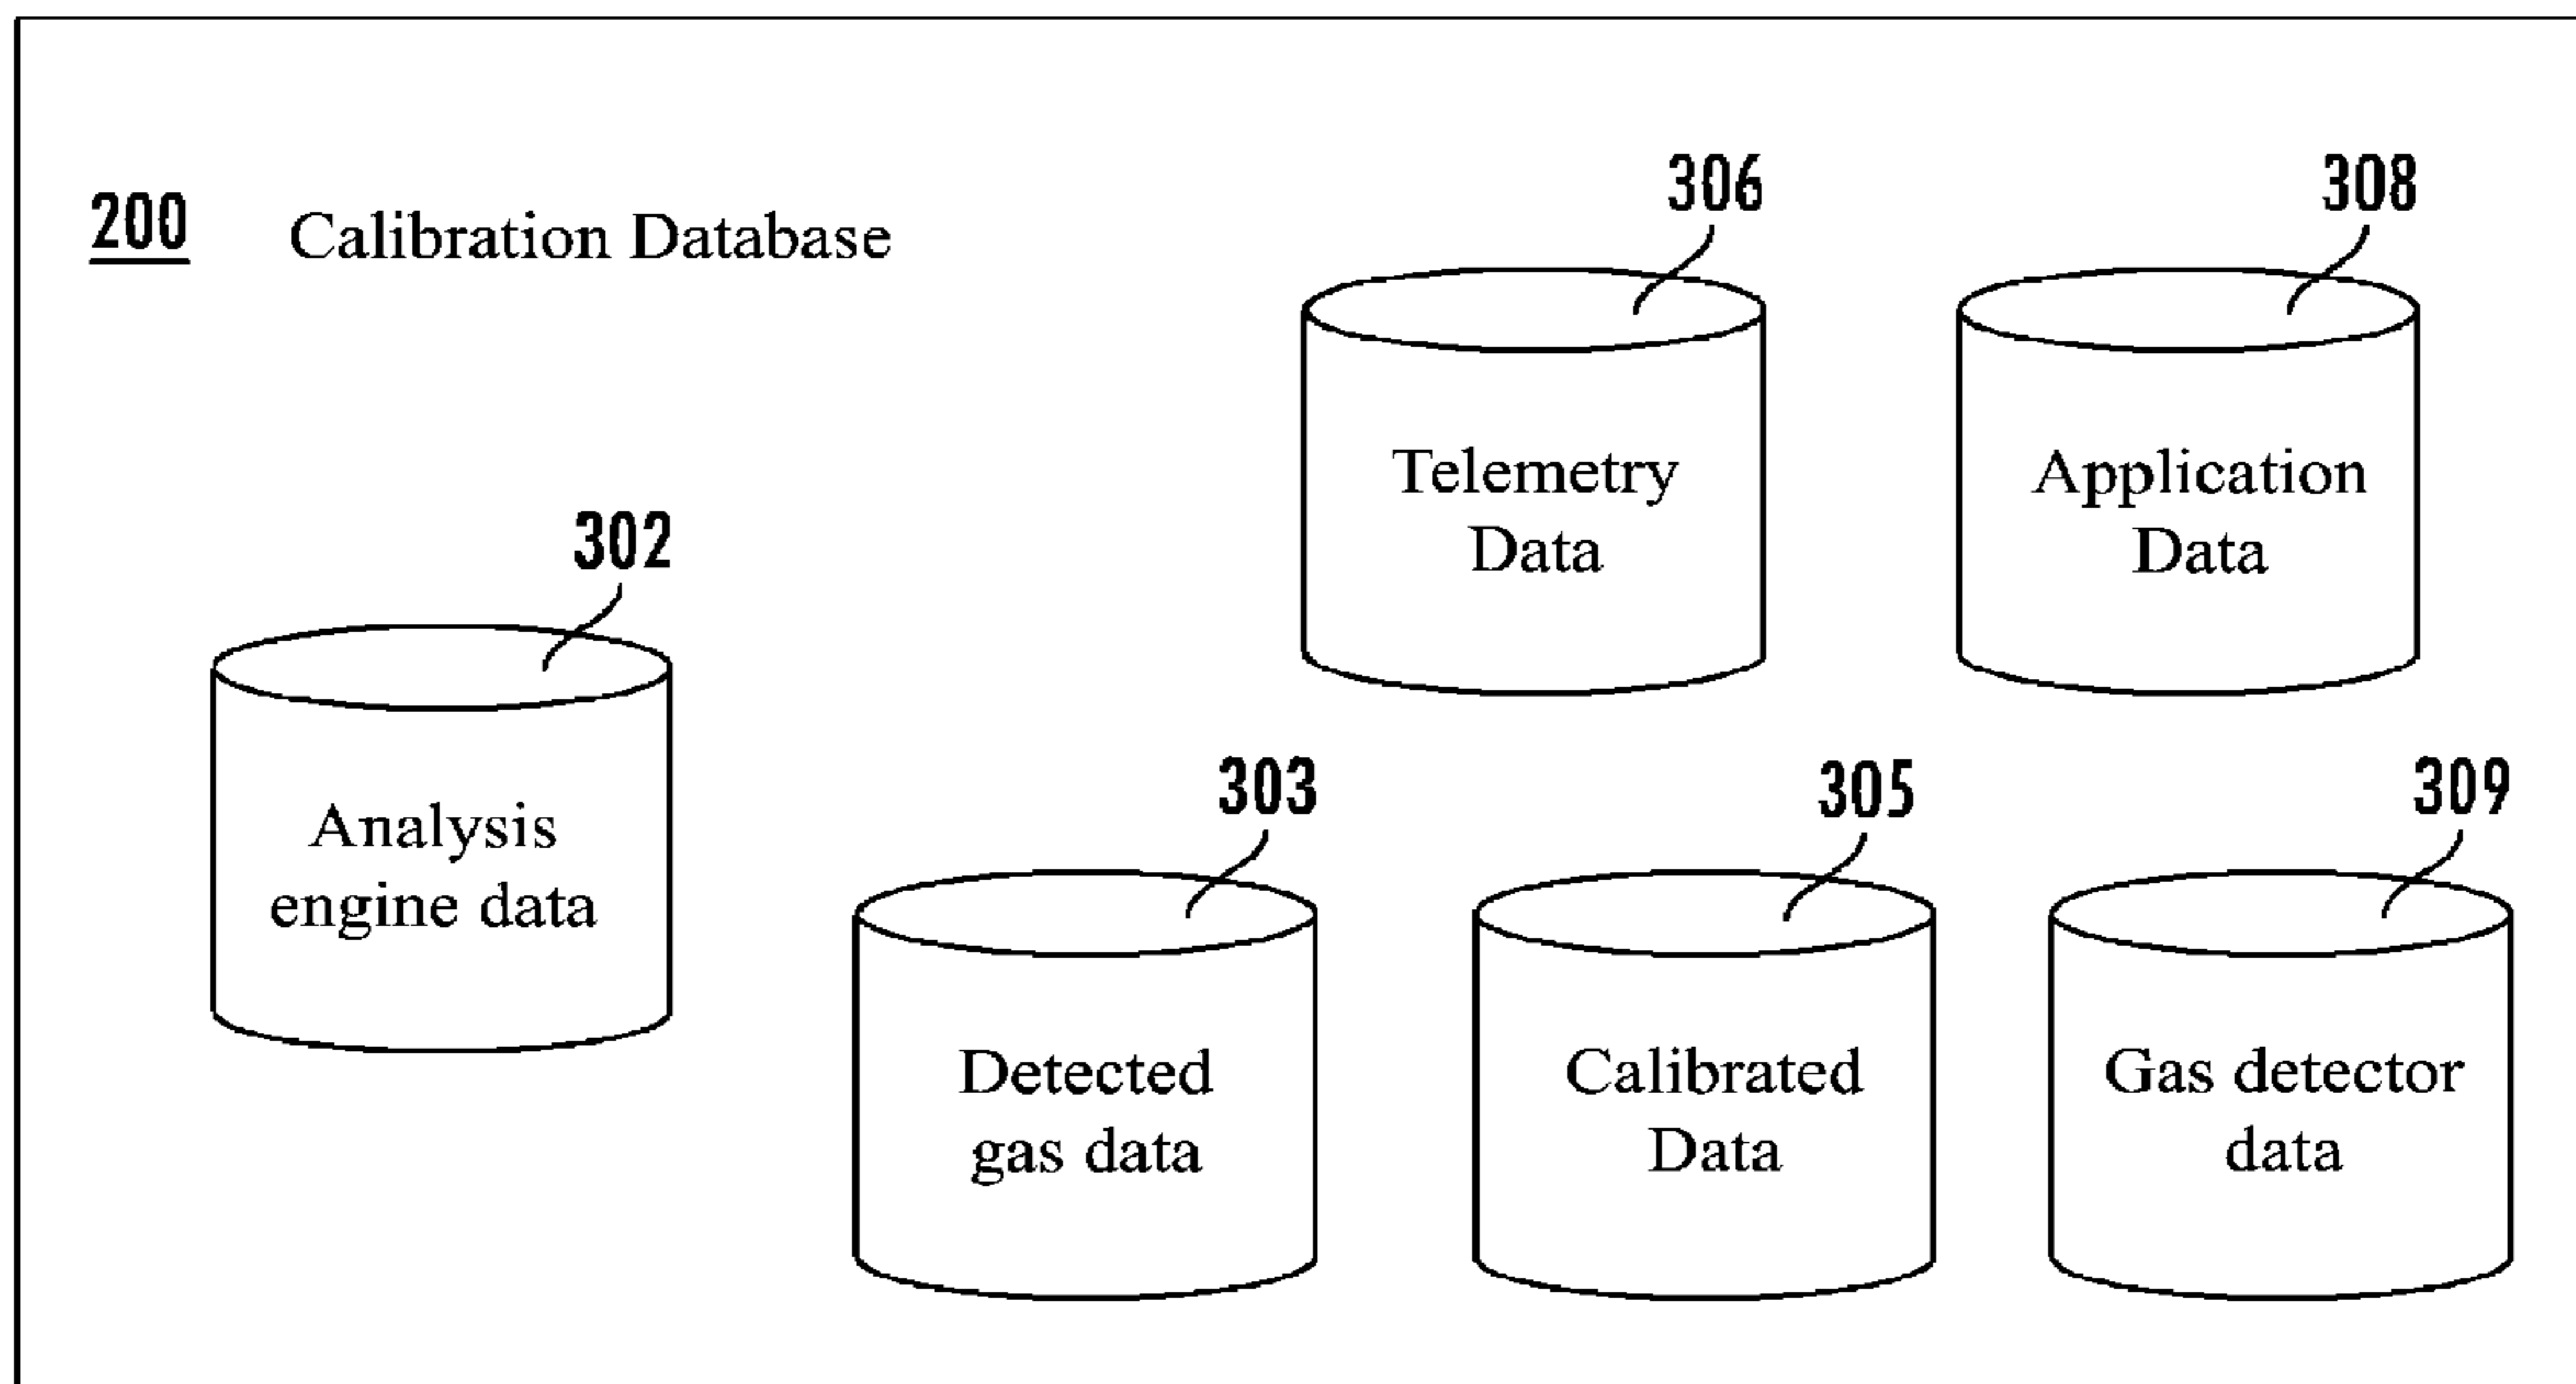 200 Calibration Database
306
Telemetry
Data
308
Application
Data
302
Analysis
engine data
303
Detected
gas data
305
Calibrated
Data
309
Gas detector
data